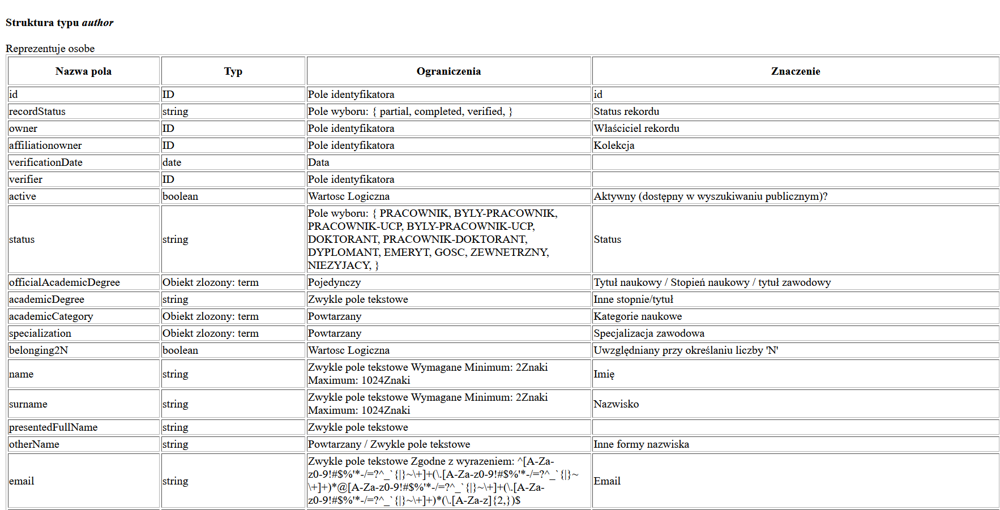 Struktura typu author
Reprezentuje osobe
Nazwa pola Typ Ograniczenia Znaczenie
id ID Pole identyfikatora id
recordStatus string Pole wyboru: { partial, completed, verified, } Status rekordu
owner ID Pole identyfikatora Właściciel rekordu
affiliationowner ID Pole identyfikatora Kolekcja
verificationDate date Data
verifier ID Pole identyfikatora
active boolean Wartosc Logiczna Aktywny (dostępny w wyszukiwaniu publicznym)?
status string Pole wyboru: { PRACOWNIK, BYLY-PRACOWNIK,
PRACOWNIK-UCP, BYLY-PRACOWNIK-UCP,
DOKTORANT, PRACOWNIK-DOKTORANT,
DYPLOMANT, EMERYT, GOSC, ZEWNETRZNY,
NIEZYJACY, } Status
officialAcademicDegree Obiekt zlozony: term Pojedynczy Tytuł naukowy / Stopień naukowy / tytuł zawodowy
academicDegree string Zwykle pole tekstowe Inne stopnie/tytuł
academicCategory Obiekt zlozony: term Powtarzany Kategorie naukowe
specialization Obiekt zlozony: term Powtarzany Specjalizacja zawodowa
belonging2N boolean Wartosc Logiczna Uwzględniany przy określaniu liczby 'N'
name string Zwykle pole tekstowe Wymagane Minimum: 2Znaki
Maximum: 1024Znaki Imię
surname string Zwykle pole tekstowe Wymagane Minimum: 2Znaki
Maximum: 1024Znaki Nazwisko
presentedFullName string Zwykle pole tekstowe
otherName string Powtarzany / Zwykle pole tekstowe Inne formy nazwiska
email string Zwykle pole tekstowe Zgodne z wyrazeniem: ^[A-Za-
z0-9!#$%'*-/=?^_`{|}~\+]+(\.[A-Za-z0-9!#$%'*-/=?^_`{|}~
\+]+)*@[A-Za-z0-9!#$%'*-/=?^_`{|}~\+]+(\.[A-Za-
z0-9!#$%'*-/=?^_`{|}~\+]+)*(\.[A-Za-z]{2,})$ Email